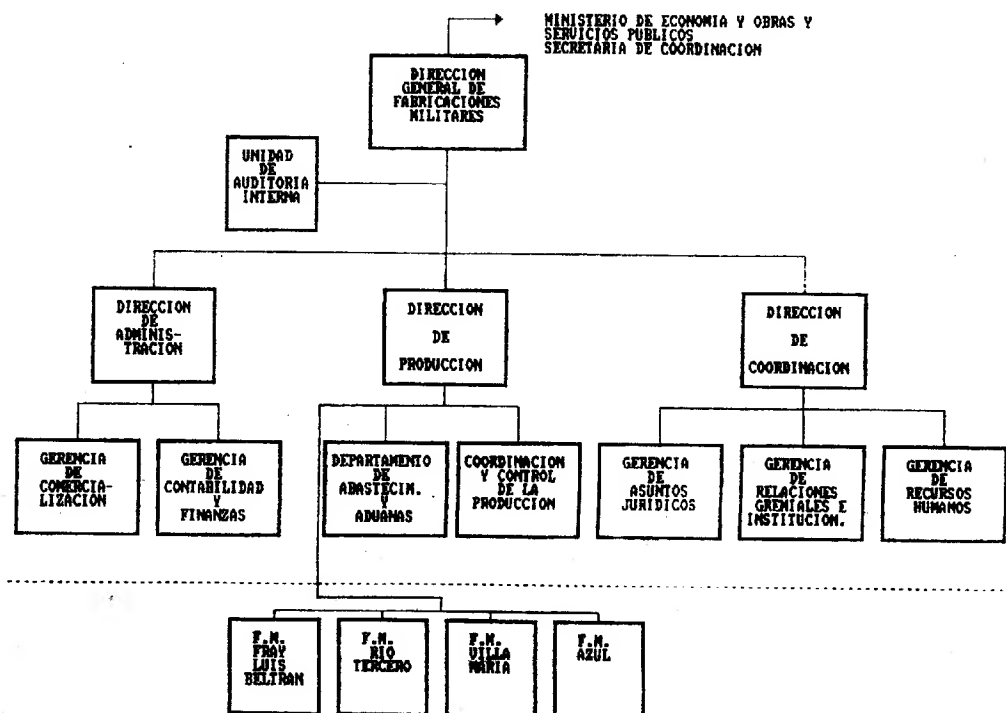 MINISTERIO DE ECONOMIA Y OBRAS Y
SERVICIOS PUBLICOS
SECRETARIA DE COORDINACION
DIRECCION
GENERAL DE
FABRICACIONES
MILITARES
UNIDAD
DE
AUDITORIA
INTERNA
DIRECCION
DE
ADMINIS-
TRACION
DIRECCION
DE
PRODUCCION
DIRECCION
DE
COORDINACION
GERENCIA
DE
COMERCIA-
LIZACION
GERENCIA
DE
CONTABILIDAD
Y
FINANZAS
DEPARTAMENTO
DE
ABASTECIM.
Y
ADUANAS
COORDINACION
Y CONTROL
DE LA
PRODUCCION
GERENCIA
DE
ASUNTOS
JURIDICOS
GERENCIA
DE
RELACIONES
GREMIALES E
INSTITUCION.
GERENCIA
DE
RECURSOS
HUMANOS
F.M.
FRAY
LUIS
BELTRAN
F.M.
RIO
TERCERO
F.M.
VILLA
MARIA
F.M.
AZUL